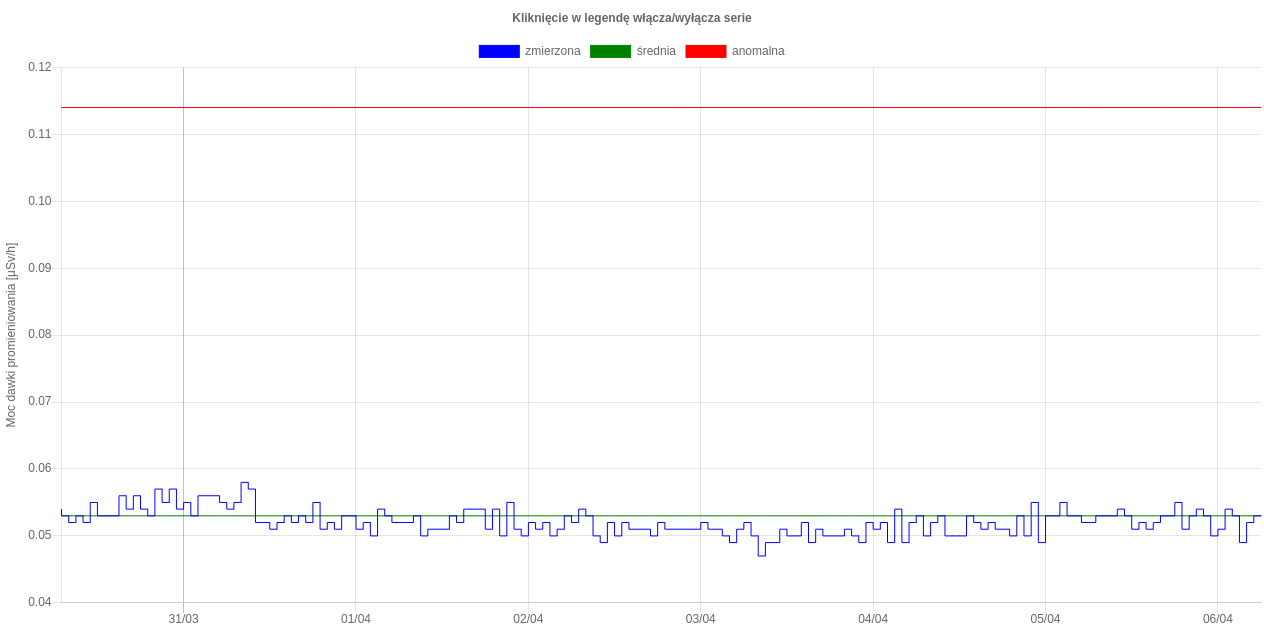 Kliknięcie w legendę włącza/wyłącza serie
zmierzona średnia anomalna
Moc dawki promieniowania [µSv/h]
0.12
0.11
0.10
0.09
0.08
0.07
0.06
0.05
0.04
31/03 01/04 02/04 03/04 04/04 05/04 06/04